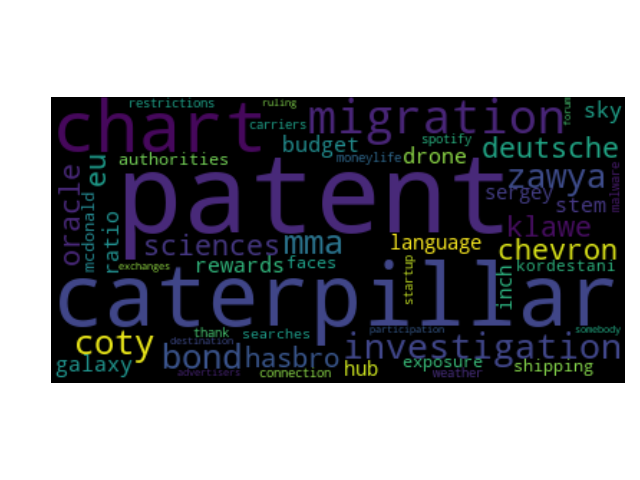 restrictions ruling forum sky
chart carriers migration
budget spotify
authorities moneylife drone deutsche
oracle eu patent zawya malware
mcdonald ratio sergey stem
klawe
sciences mma language chevron
exchanges rewards faces startup inch kordestani
caterpillar
coty thank searches participation somebody
destination
bond hasbro investigation
galaxy advertisers connection hub exposure weather shipping